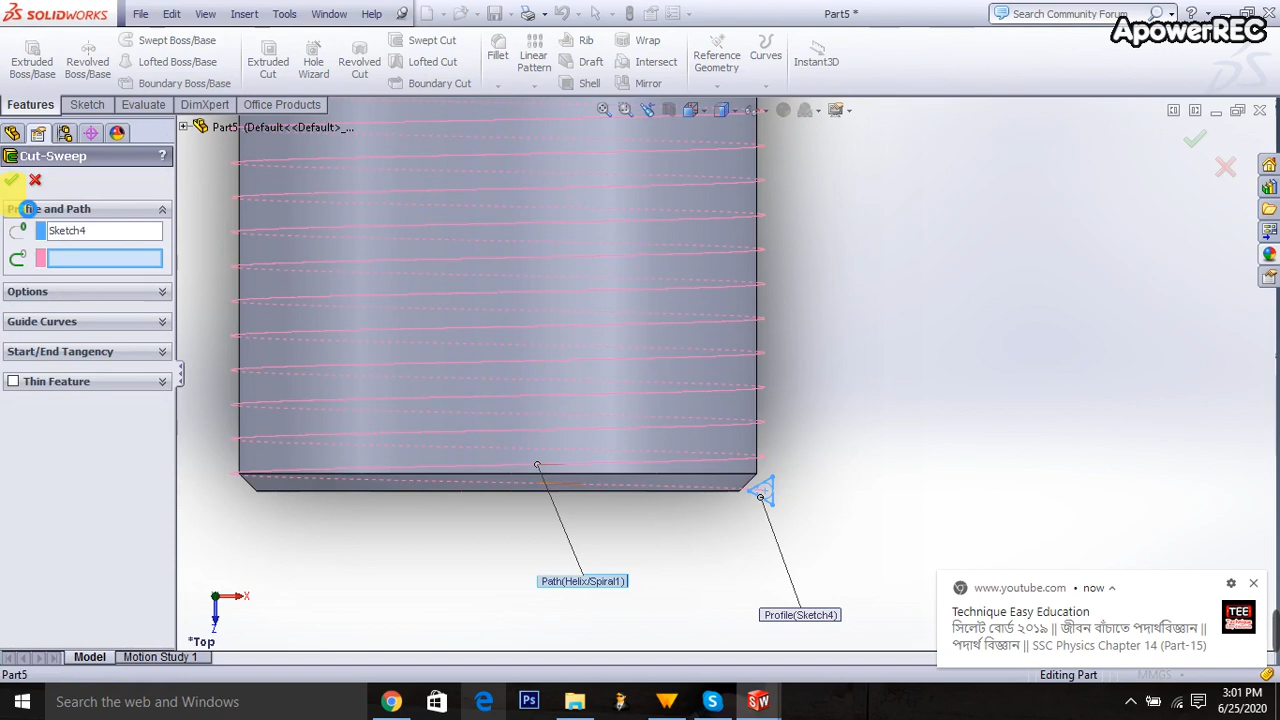 SOLIDWORKS File Edit View Insert Tools Window Help Part5 * Search Community Forum
ApowerREC
Extruded Boss/Base Revolved Boss/Base Swept Boss/Base Lofted Boss/Base Boundary Boss/Base Extruded Cut Hole Wizard Revolved Cut Swept Cut Lofted Cut Boundary Cut Fillet Linear Pattern Rib Draft Shell Wrap Intersect Mirror Reference Geometry Curves Instant3D
Features Sketch Evaluate DimXpert Office Products
Part5 (Default<<Default>_...
Cut-Sweep ?
Profile and Path
Sketch4
Options
Guide Curves
Start/End Tangency
Thin Feature
Path(Helix/Spiral1)
Profile(Sketch4)
X
Z
*Top
www.youtube.com • now
Technique Easy Education
সিলেট বোর্ড ২০১৯ || জীবন বাঁচাতে পদার্থবিজ্ঞান ||
পদার্থ বিজ্ঞান || SSC Physics Chapter 14 (Part-15)
TEE
Model Motion Study 1
Part5 Editing Part MMGS
Search the Web and Windows
3:01 PM
6/25/2020